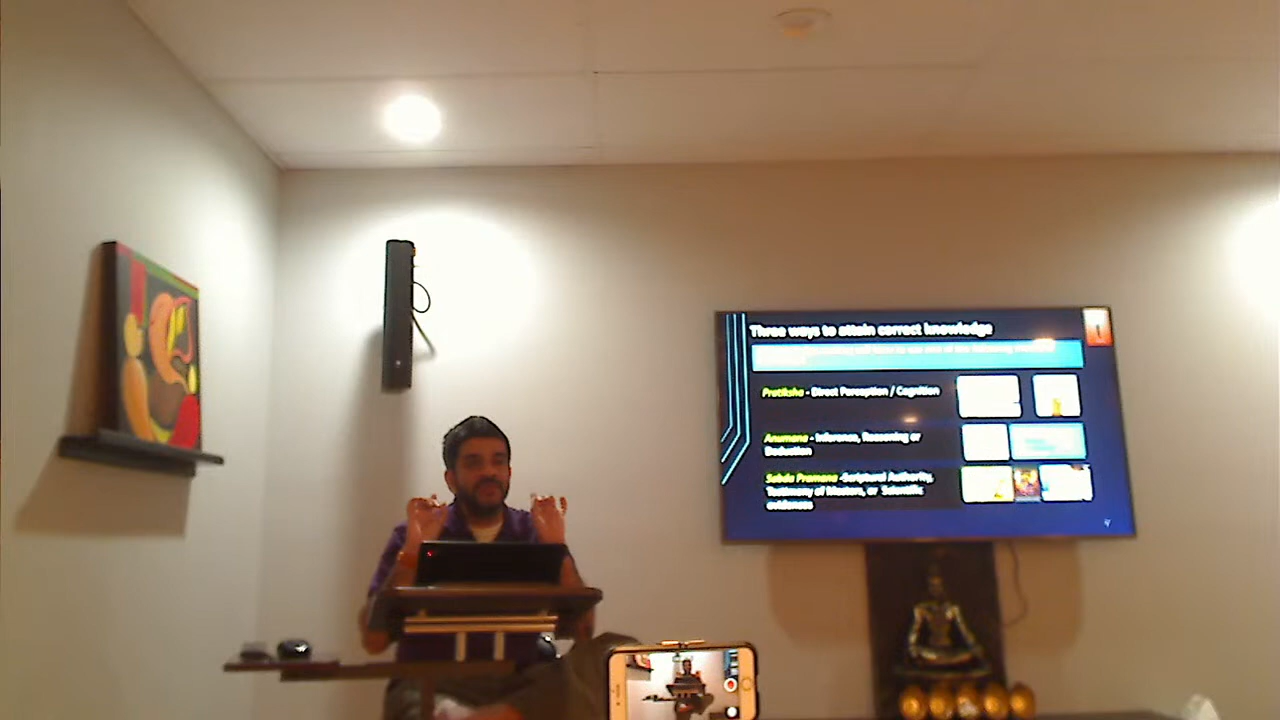 Three ways to attain correct knowledge
Pratiksha - Direct Perception / Cognition
Anumana - Inference, Reasoning or
Deduction
Sabda Pramana - Scriptural Authority,
Testimony of Masters, or Scientific
evidences